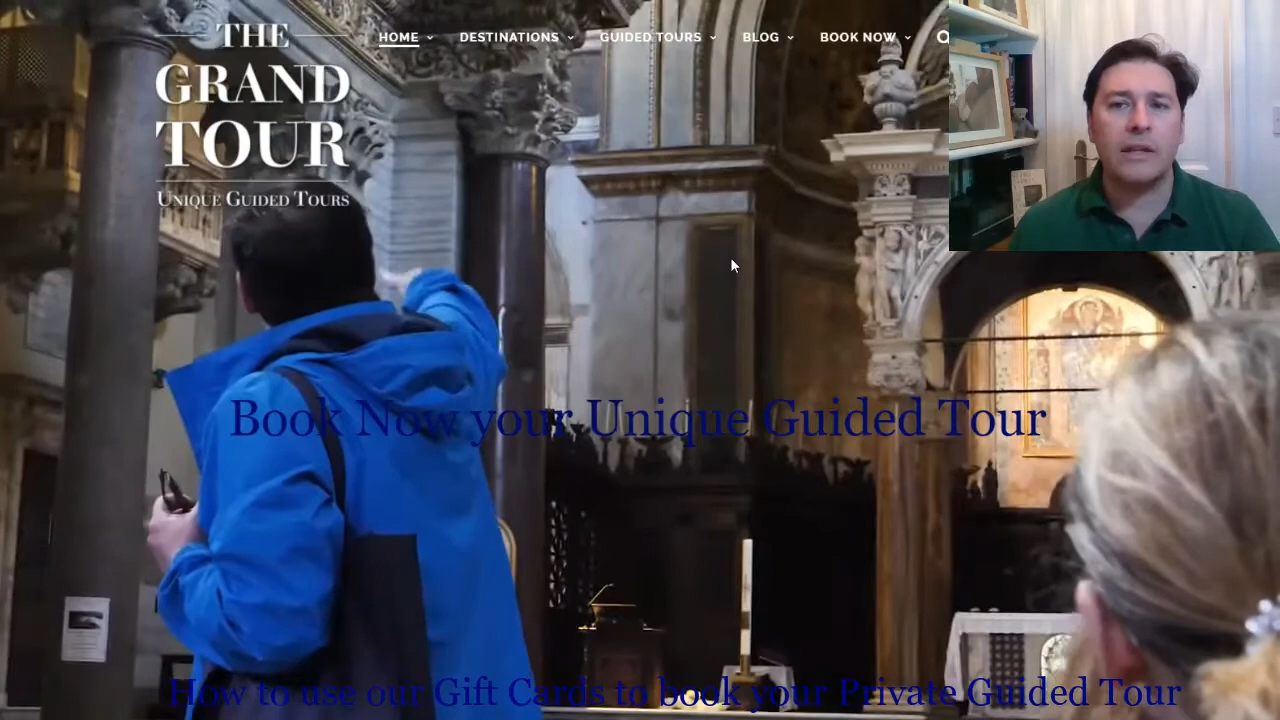 THE
GRAND
TOUR
UNIQUE GUIDED TOURS
HOME
DESTINATIONS
GUIDED TOURS
BLOG
BOOK NOW
Book Now your Unique Guided Tour
How to use our Gift Cards to book your Private Guided Tour